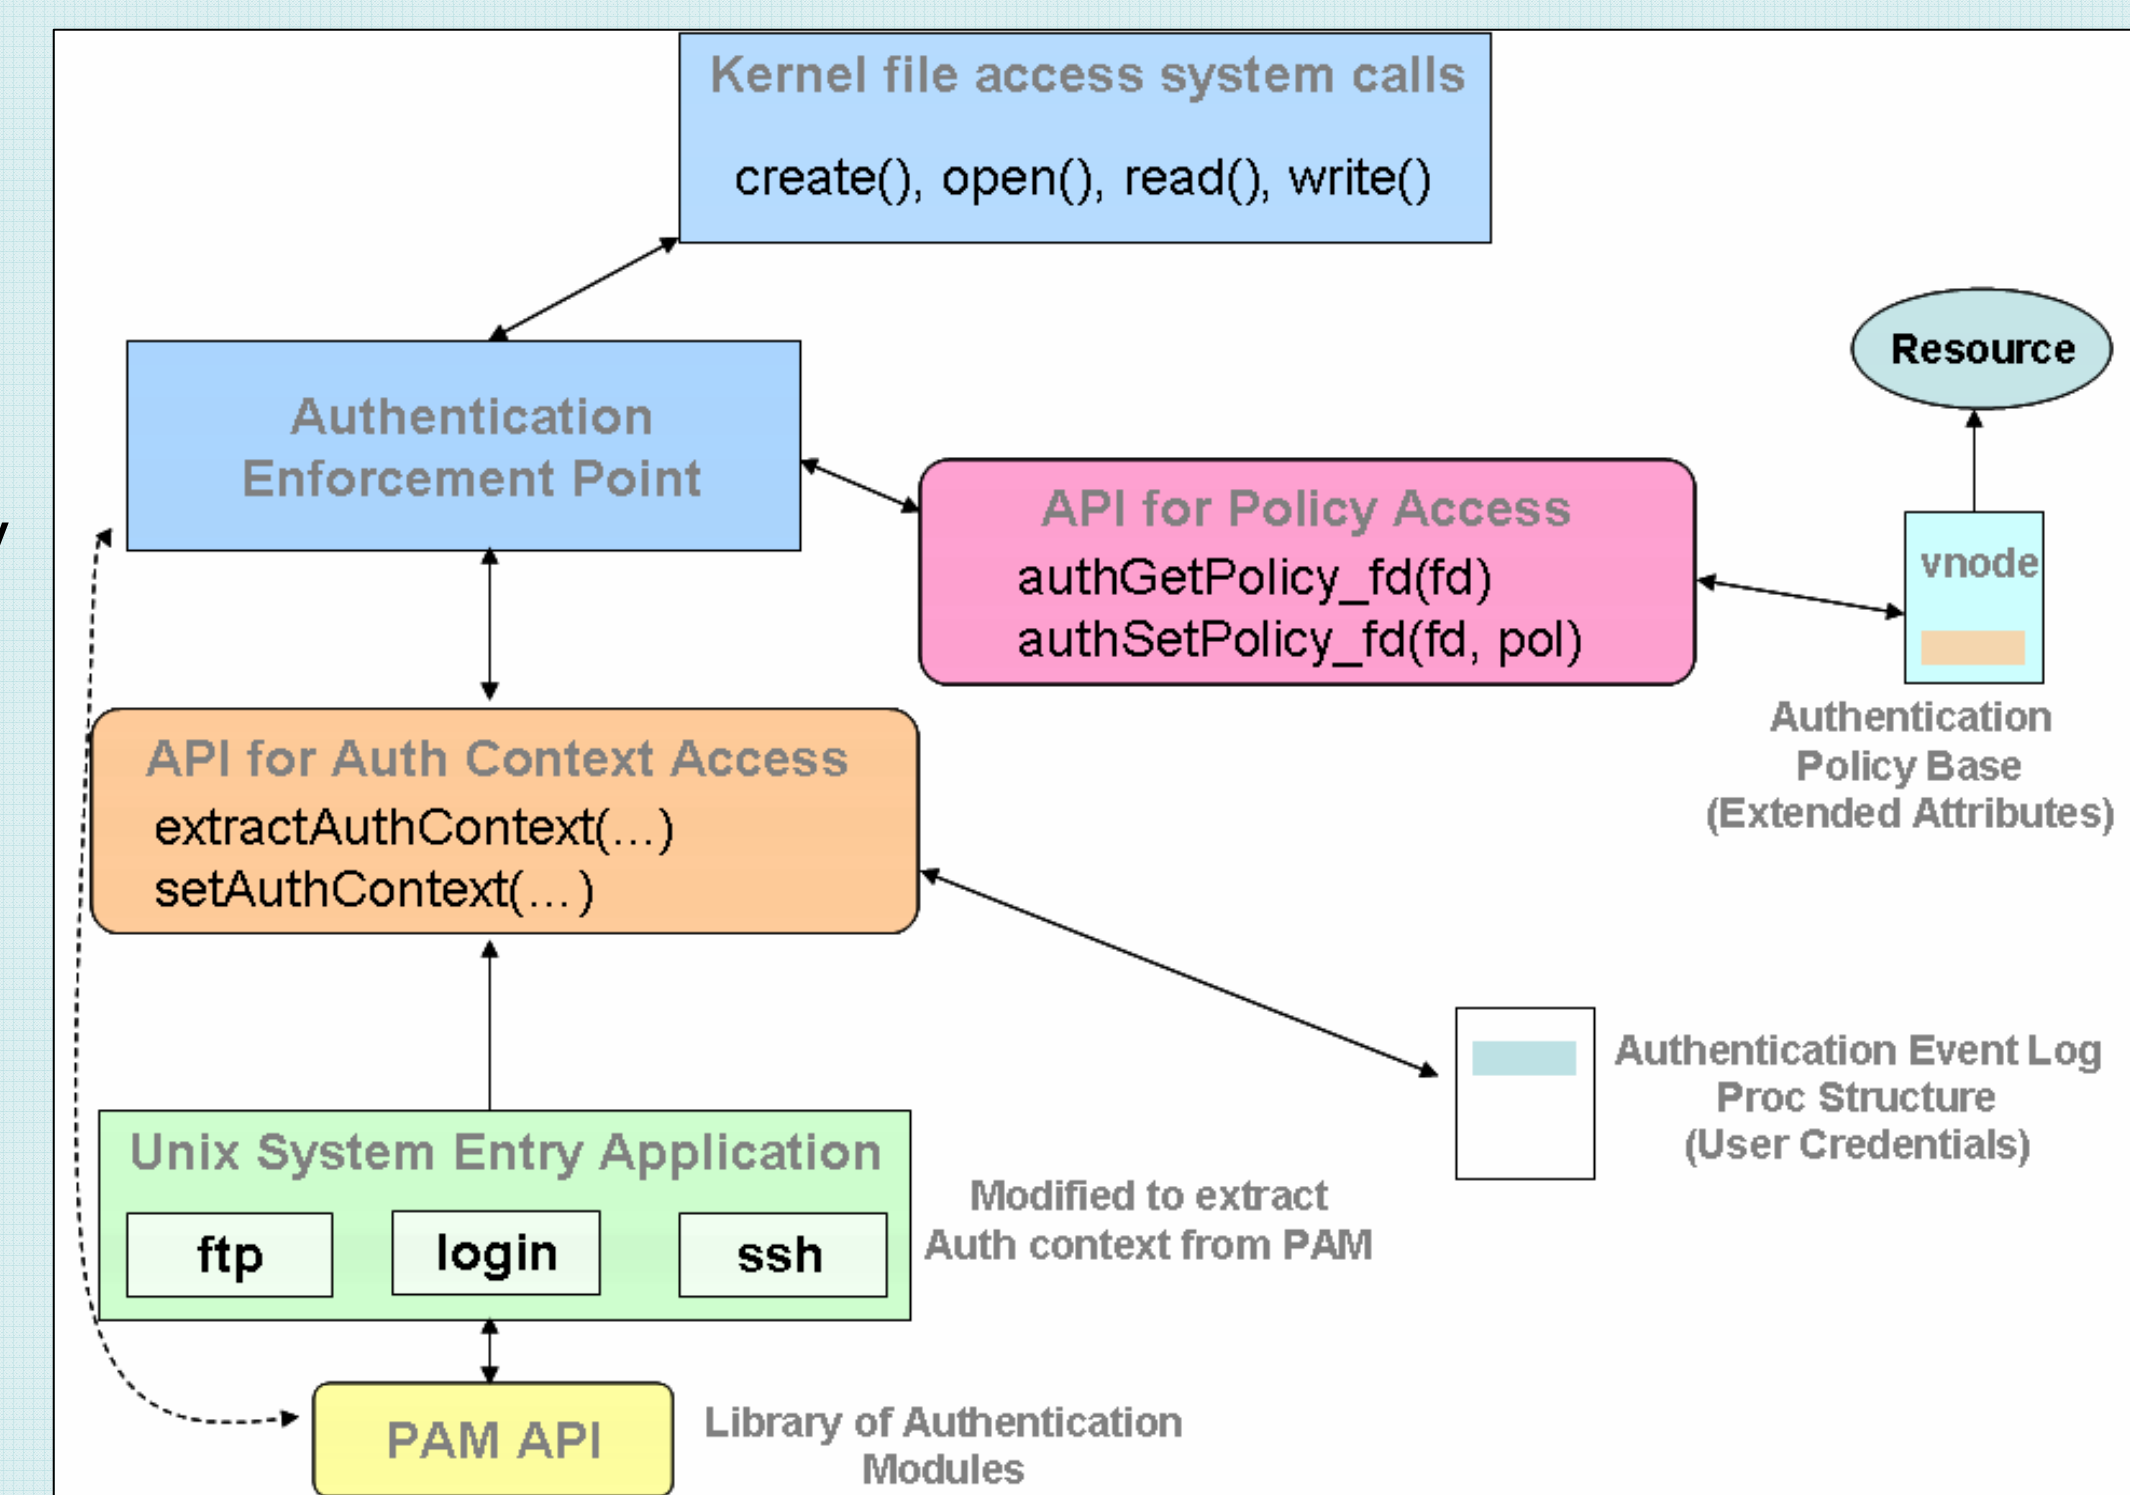 Kernel file access system calls
create(), open(), read(), write()
Resource
Authentication
Enforcement Point
API for Policy Access
authGetPolicy_fd(fd)
authSetPolicy_fd(fd, pol)
vnode
Authentication
Policy Base
(Extended Attributes)
API for Auth Context Access
extractAuthContext(...)
setAuthContext(...)
Authentication Event Log
Proc Structure
(User Credentials)
Unix System Entry Application
ftp
login
ssh
Modified to extract
Auth context from PAM
PAM API
Library of Authentication
Modules